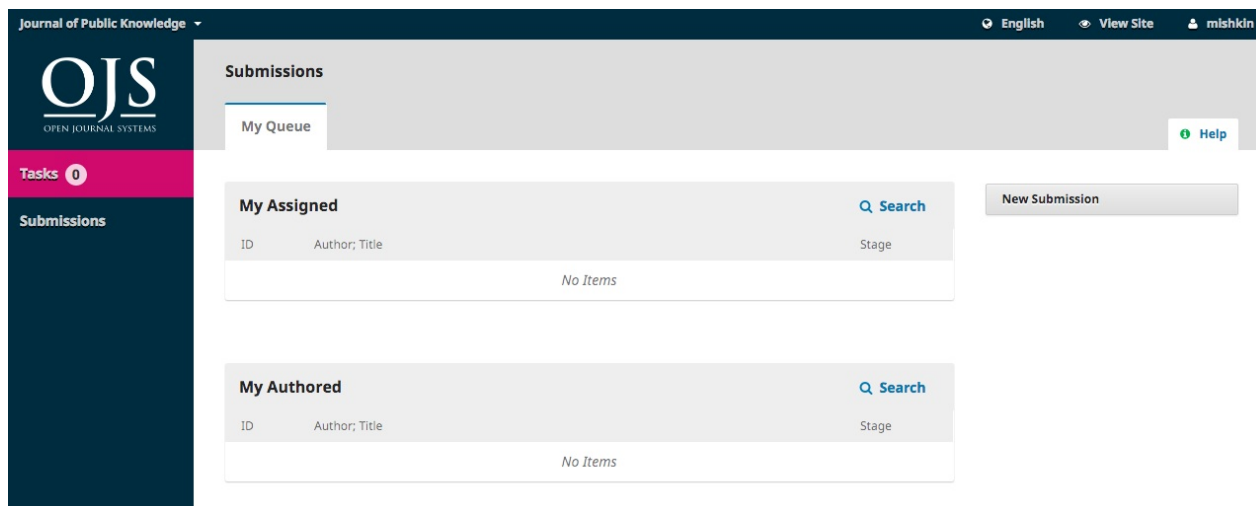 Journal of Public Knowledge
English
View Site
mishkin
OJS
OPEN JOURNAL SYSTEMS
Submissions
My Queue
Help
Tasks 0
Submissions
My Assigned
Search
ID Author; Title Stage
No Items
New Submission
My Authored
Search
ID Author; Title Stage
No Items